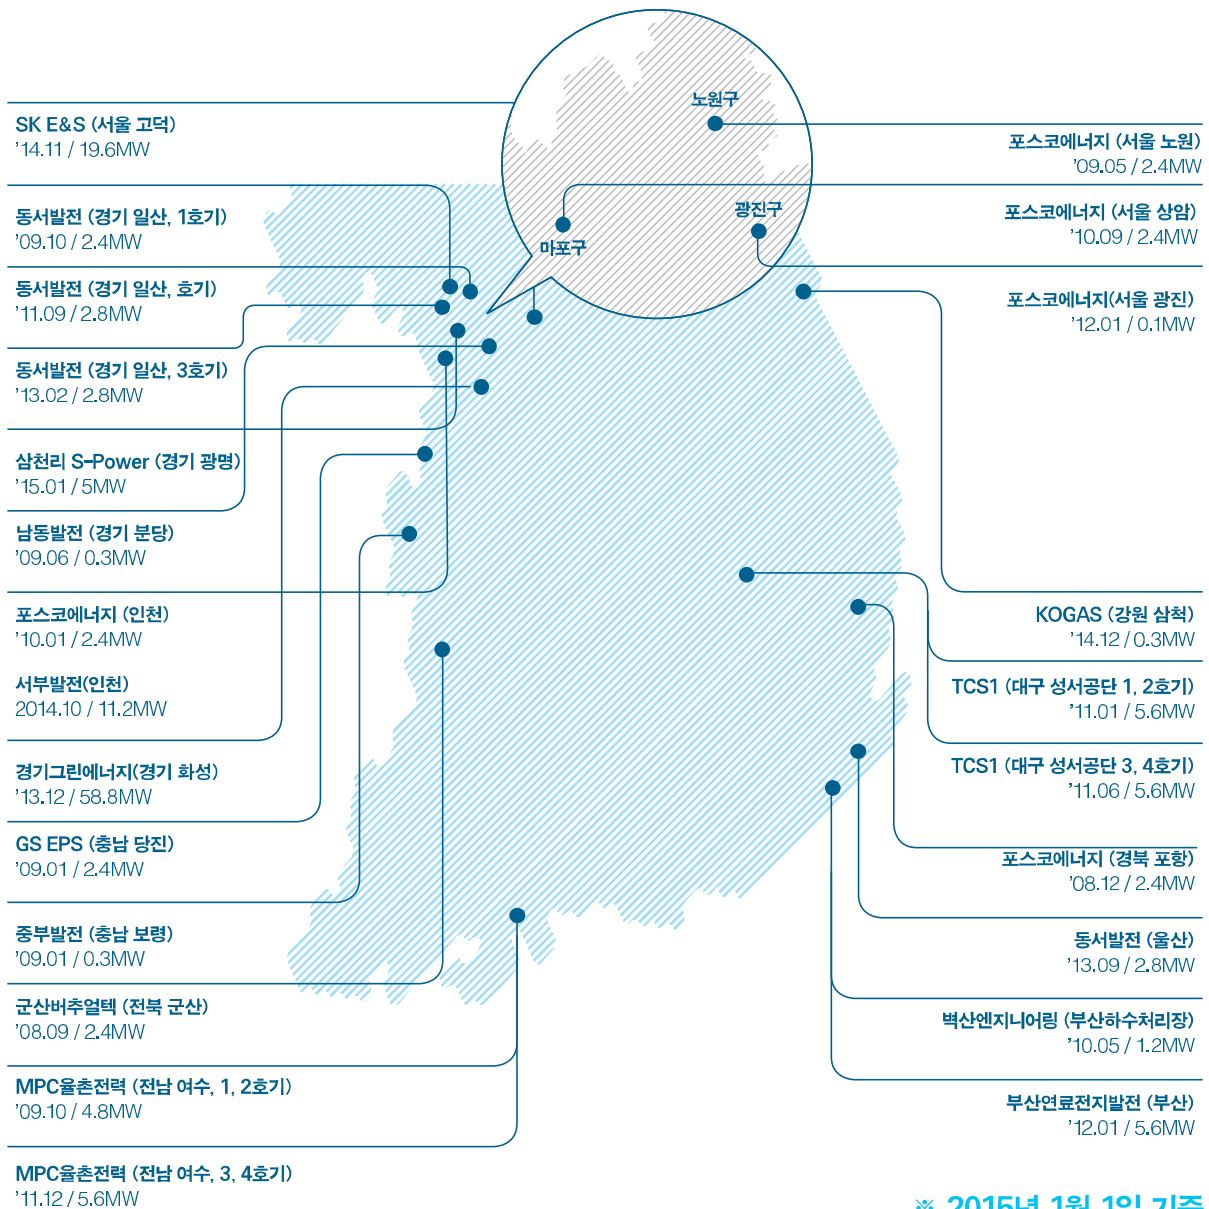 노원구
마포구
광진구
SK E&S (서울 고덕)
’14.11 / 19.6MW
동서발전 (경기 일산, 1호기)
’09.10 / 2.4MW
동서발전 (경기 일산, 호기)
’11.09 / 2.8MW
동서발전 (경기 일산, 3호기)
’13.02 / 2.8MW
삼천리 S-Power (경기 광명)
’15.01 / 5MW
남동발전 (경기 분당)
’09.06 / 0.3MW
포스코에너지 (인천)
’10.01 / 2.4MW
서부발전(인천)
2014.10 / 11.2MW
경기그린에너지(경기 화성)
’13.12 / 58.8MW
GS EPS (충남 당진)
’09.01 / 2.4MW
중부발전 (충남 보령)
’09.01 / 0.3MW
군산버추얼텍 (전북 군산)
’08.09 / 2.4MW
MPC율촌전력 (전남 여수, 1, 2호기)
’09.10 / 4.8MW
MPC율촌전력 (전남 여수, 3, 4호기)
’11.12 / 5.6MW
포스코에너지 (서울 노원)
’09.05 / 2.4MW
포스코에너지 (서울 상암)
’10.09 / 2.4MW
포스코에너지(서울 광진)
’12.01 / 0.1MW
KOGAS (강원 삼척)
’14.12 / 0.3MW
TCS1 (대구 성서공단 1, 2호기)
’11.01 / 5.6MW
TCS1 (대구 성서공단 3, 4호기)
’11.06 / 5.6MW
포스코에너지 (경북 포항)
’08.12 / 2.4MW
동서발전 (울산)
’13.09 / 2.8MW
벽산엔지니어링 (부산하수처리장)
’10.05 / 1.2MW
부산연료전지발전 (부산)
’12.01 / 5.6MW
※ 2015년 1월 1일 기준